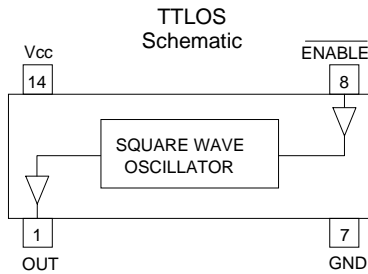 TTLOS
Schematic
Vcc
ENABLE
14
8
SQUARE WAVE
OSCILLATOR
1
7
OUT
GND